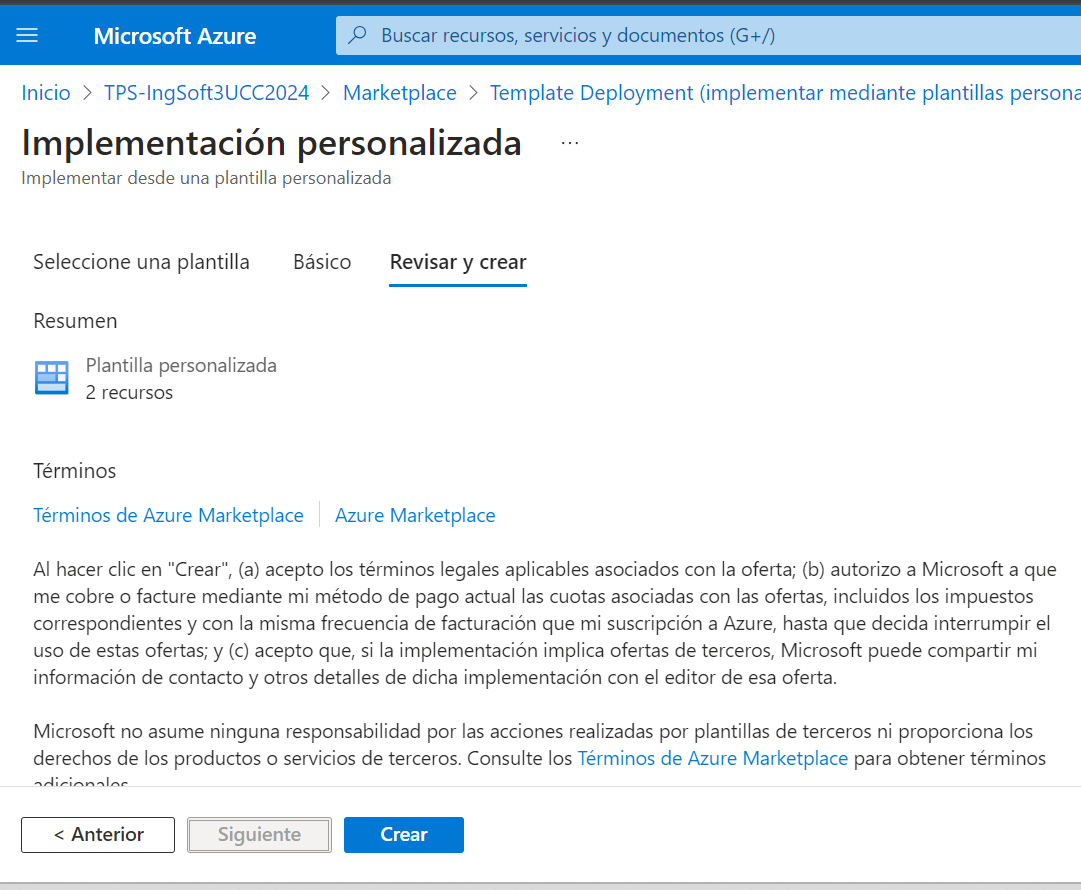 Microsoft Azure
Buscar recursos, servicios y documentos (G+/)
Inicio > TPS-IngSoft3UCC2024 > Marketplace > Template Deployment (implementar mediante plantillas persona
Implementación personalizada ...
Implementar desde una plantilla personalizada
Seleccione una plantilla Básico Revisar y crear
Resumen
Plantilla personalizada
2 recursos
Términos
Términos de Azure Marketplace Azure Marketplace
Al hacer clic en "Crear", (a) acepto los términos legales aplicables asociados con la oferta; (b) autorizo a Microsoft a que
me cobre o facture mediante mi método de pago actual las cuotas asociadas con las ofertas, incluidos los impuestos
correspondientes y con la misma frecuencia de facturación que mi suscripción a Azure, hasta que decida interrumpir el
uso de estas ofertas; y (c) acepto que, si la implementación implica ofertas de terceros, Microsoft puede compartir mi
información de contacto y otros detalles de dicha implementación con el editor de esa oferta.
Microsoft no asume ninguna responsabilidad por las acciones realizadas por plantillas de terceros ni proporciona los
derechos de los productos o servicios de terceros. Consulte los Términos de Azure Marketplace para obtener términos
adicionales.
< Anterior Siguiente Crear